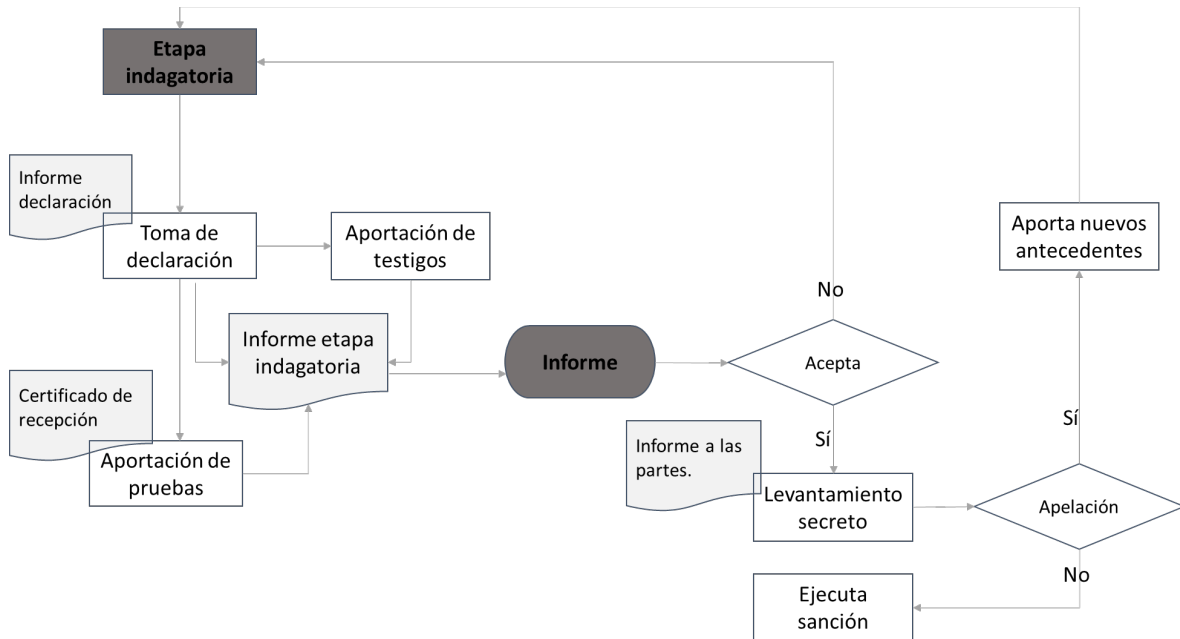 Etapa
indagatoria
Informe
declaración
Toma de
declaración
Aportación de
testigos
Aporta nuevos
antecedentes
No
Informe etapa
indagatoria
Informe
Acepta
Certificado de
recepción
Aportación de
pruebas
Sí
Sí
Informe a las
partes.
Levantamiento
secreto
Apelación
No
Ejecuta
sanción